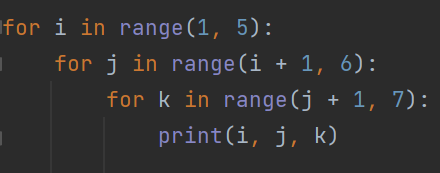 for i in range(1, 5):
    for j in range(i + 1, 6):
        for k in range(j + 1, 7):
            print(i, j, k)